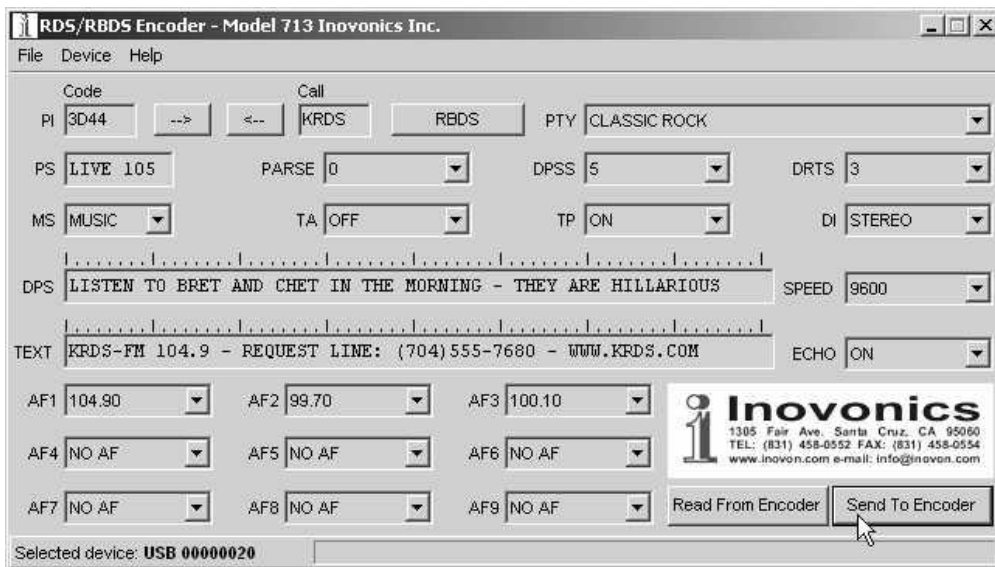 RDS/RBDS Encoder - Model 713 Inovonics Inc.
File Device Help
Code Call
PI 3D44 --> <-- KRDS RBDS PTY CLASSIC ROCK
PS LIVE 105 PARSE 0 DPSS 5 DRTS 3
MS MUSIC TA OFF TP ON DI STEREO
DPS LISTEN TO BRET AND CHET IN THE MORNING - THEY ARE HILLARIOUS SPEED 9600
TEXT KRDS-FM 104.9 - REQUEST LINE: (704)555-7680 - WWW.KRDS.COM ECHO ON
AF1 104.90 AF2 99.70 AF3 100.10
AF4 NO AF AF5 NO AF AF6 NO AF
AF7 NO AF AF8 NO AF AF9 NO AF
Inovonics
1305 Fair Ave. Santa Cruz, CA 95060
TEL: (831) 458-0552 FAX: (831) 458-0554
www.inovon.com e-mail: info@inovon.com
Read From Encoder Send To Encoder
Selected device: USB 00000020